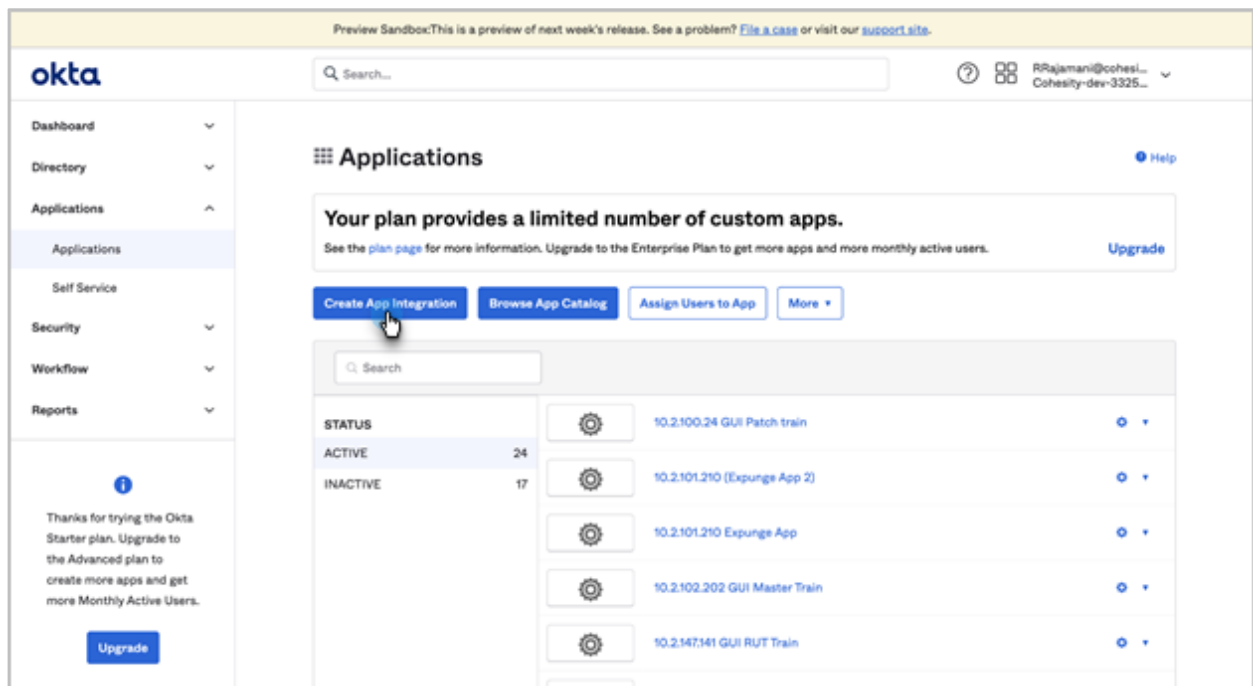 Preview Sandbox:This is a preview of next week's release. See a problem? File a case or visit our support site.
okta
Search...
RRajamani@cohesi...
Cohesity-dev-3325...
Dashboard
Directory
Applications
Applications
Self Service
Security
Workflow
Reports
Thanks for trying the Okta
Starter plan. Upgrade to
the Advanced plan to
create more apps and get
more Monthly Active Users.
Upgrade
Applications
Help
Your plan provides a limited number of custom apps.
See the plan page for more information. Upgrade to the Enterprise Plan to get more apps and more monthly active users.
Upgrade
Create App Integration
Browse App Catalog
Assign Users to App
More
Search
STATUS
ACTIVE 24
INACTIVE 17
10.2.100.24 GUI Patch train
10.2.101.210 (Expunge App 2)
10.2.101.210 Expunge App
10.2.102.202 GUI Master Train
10.2.147.141 GUI RUT Train